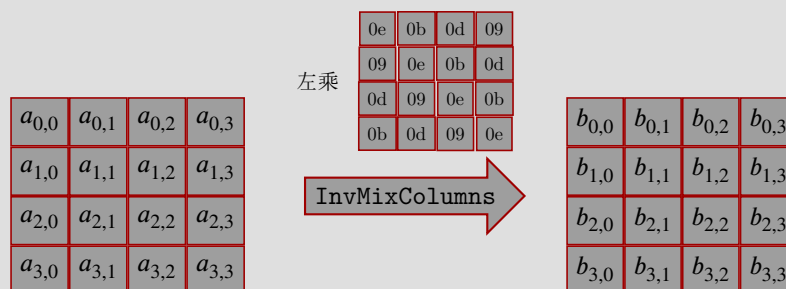 0e 0b 0d 09
09 0e 0b 0d
左乘
0d 09 0e 0b
0b 0d 09 0e
a0,0 a0,1 a0,2 a0,3
a1,0 a1,1 a1,2 a1,3
a2,0 a2,1 a2,2 a2,3
a3,0 a3,1 a3,2 a3,3
InvMixColumns
b0,0 b0,1 b0,2 b0,3
b1,0 b1,1 b1,2 b1,3
b2,0 b2,1 b2,2 b2,3
b3,0 b3,1 b3,2 b3,3